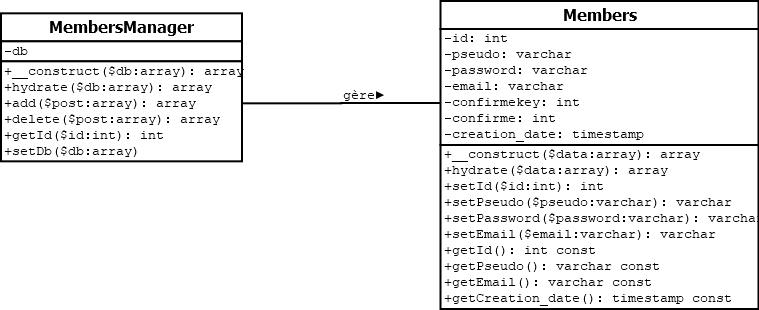 MembersManager
-db
+__construct($db:array): array
+hydrate($db:array): array
+add($post:array): array
+delete($post:array): array
+getId($id:int): int
+setDb($db:array)
gère►
Members
-id: int
-pseudo: varchar
-password: varchar
-email: varchar
-confirmekey: int
-confirme: int
-creation_date: timestamp
+__construct($data:array): array
+hydrate($data:array): array
+setId($id:int): int
+setPseudo($pseudo:varchar): varchar
+setPassword($password:varchar): varchar
+setEmail($email:varchar): varchar
+getId(): int const
+getPseudo(): varchar const
+getEmail(): varchar const
+getCreation_date(): timestamp const